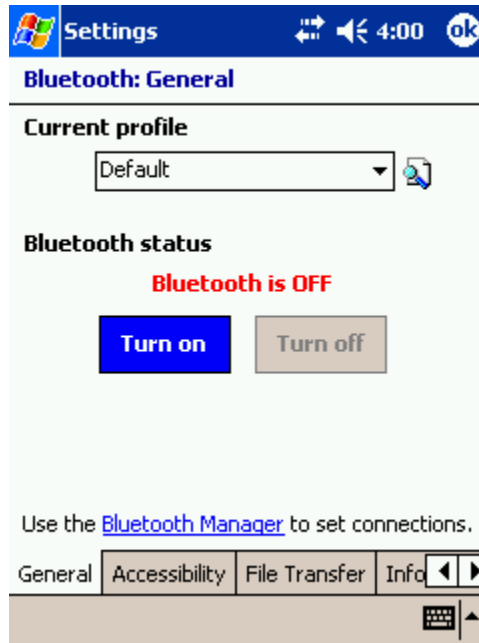 Settings 4:00 ok
Bluetooth: General
Current profile
Default
Bluetooth status
Bluetooth is OFF
Turn on Turn off
Use the Bluetooth Manager to set connections.
General Accessibility File Transfer Info